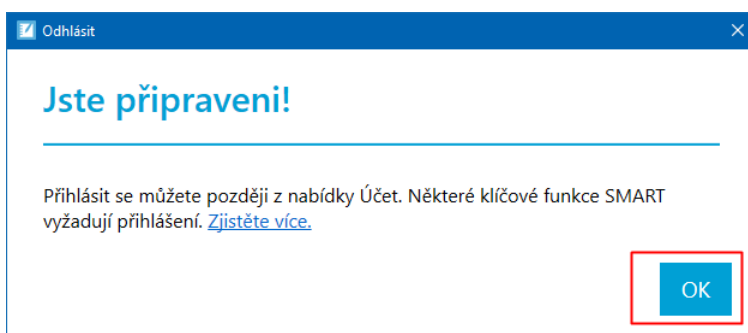 Odhlásit
Jste připraveni!
Přihlásit se můžete později z nabídky Účet. Některé klíčové funkce SMART
vyžadují přihlášení. Zjistěte více.
OK